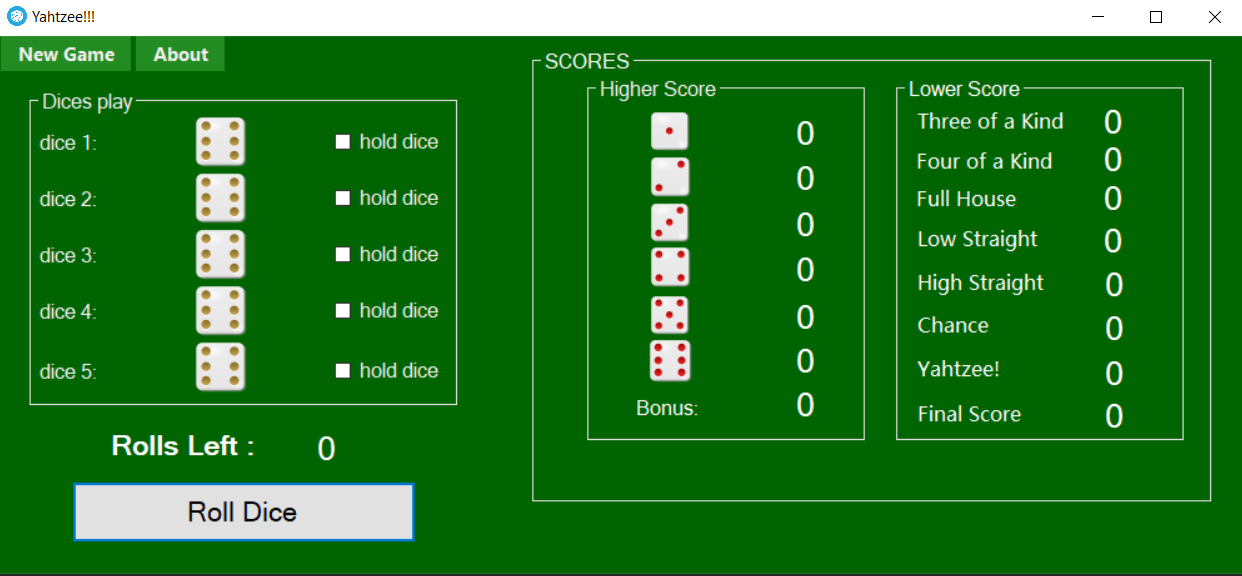 Yahtzee!!!
New Game About
Dices play
dice 1: hold dice
dice 2: hold dice
dice 3: hold dice
dice 4: hold dice
dice 5: hold dice
Rolls Left : 0
Roll Dice
SCORES
Higher Score
0
0
0
0
0
0
Bonus: 0
Lower Score
Three of a Kind 0
Four of a Kind 0
Full House 0
Low Straight 0
High Straight 0
Chance 0
Yahtzee! 0
Final Score 0